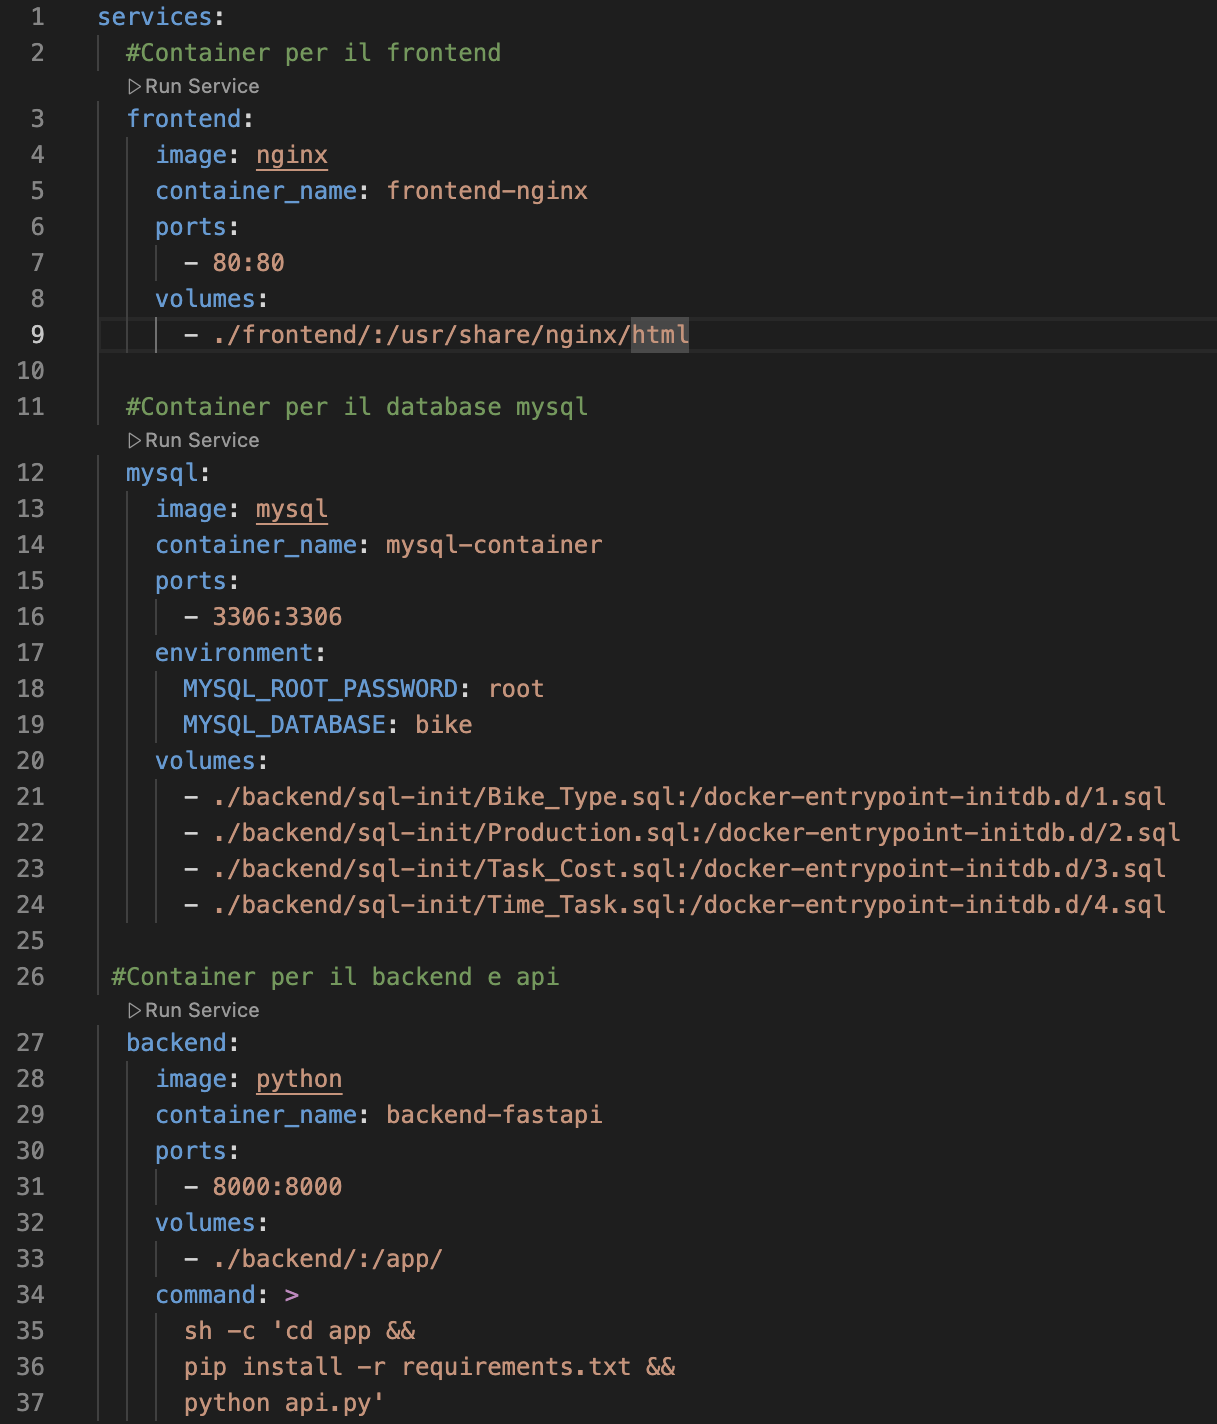 1 services:
2 #Container per il frontend
▷Run Service
3 frontend:
4 image: nginx
5 container_name: frontend-nginx
6 ports:
7 - 80:80
8 volumes:
9 - ./frontend/:/usr/share/nginx/html
10
11 #Container per il database mysql
▷Run Service
12 mysql:
13 image: mysql
14 container_name: mysql-container
15 ports:
16 - 3306:3306
17 environment:
18 MYSQL_ROOT_PASSWORD: root
19 MYSQL_DATABASE: bike
20 volumes:
21 - ./backend/sql-init/Bike_Type.sql:/docker-entrypoint-initdb.d/1.sql
22 - ./backend/sql-init/Production.sql:/docker-entrypoint-initdb.d/2.sql
23 - ./backend/sql-init/Task_Cost.sql:/docker-entrypoint-initdb.d/3.sql
24 - ./backend/sql-init/Time_Task.sql:/docker-entrypoint-initdb.d/4.sql
25
26 #Container per il backend e api
▷Run Service
27 backend:
28 image: python
29 container_name: backend-fastapi
30 ports:
31 - 8000:8000
32 volumes:
33 - ./backend/:/app/
34 command: >
35 sh -c 'cd app &&
36 pip install -r requirements.txt &&
37 python api.py'